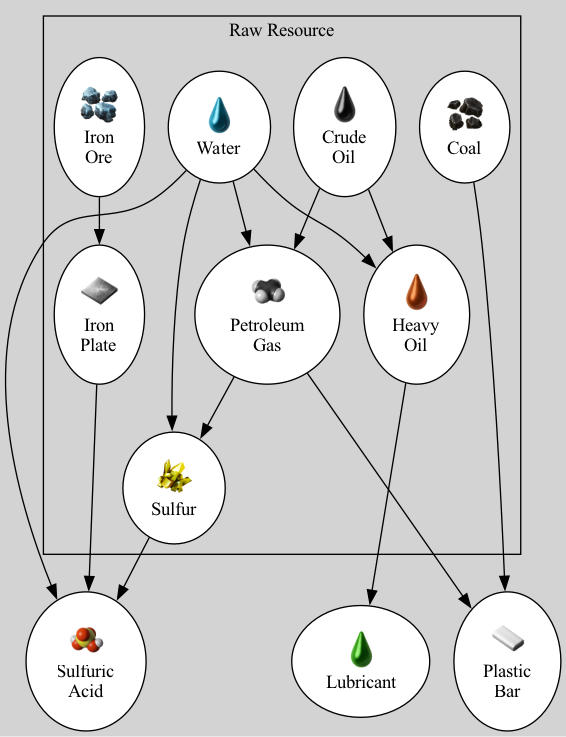 Raw Resource
Iron
Ore
Water
Crude
Oil
Coal
Iron
Plate
Petroleum
Gas
Heavy
Oil
Sulfur
Sulfuric
Acid
Lubricant
Plastic
Bar